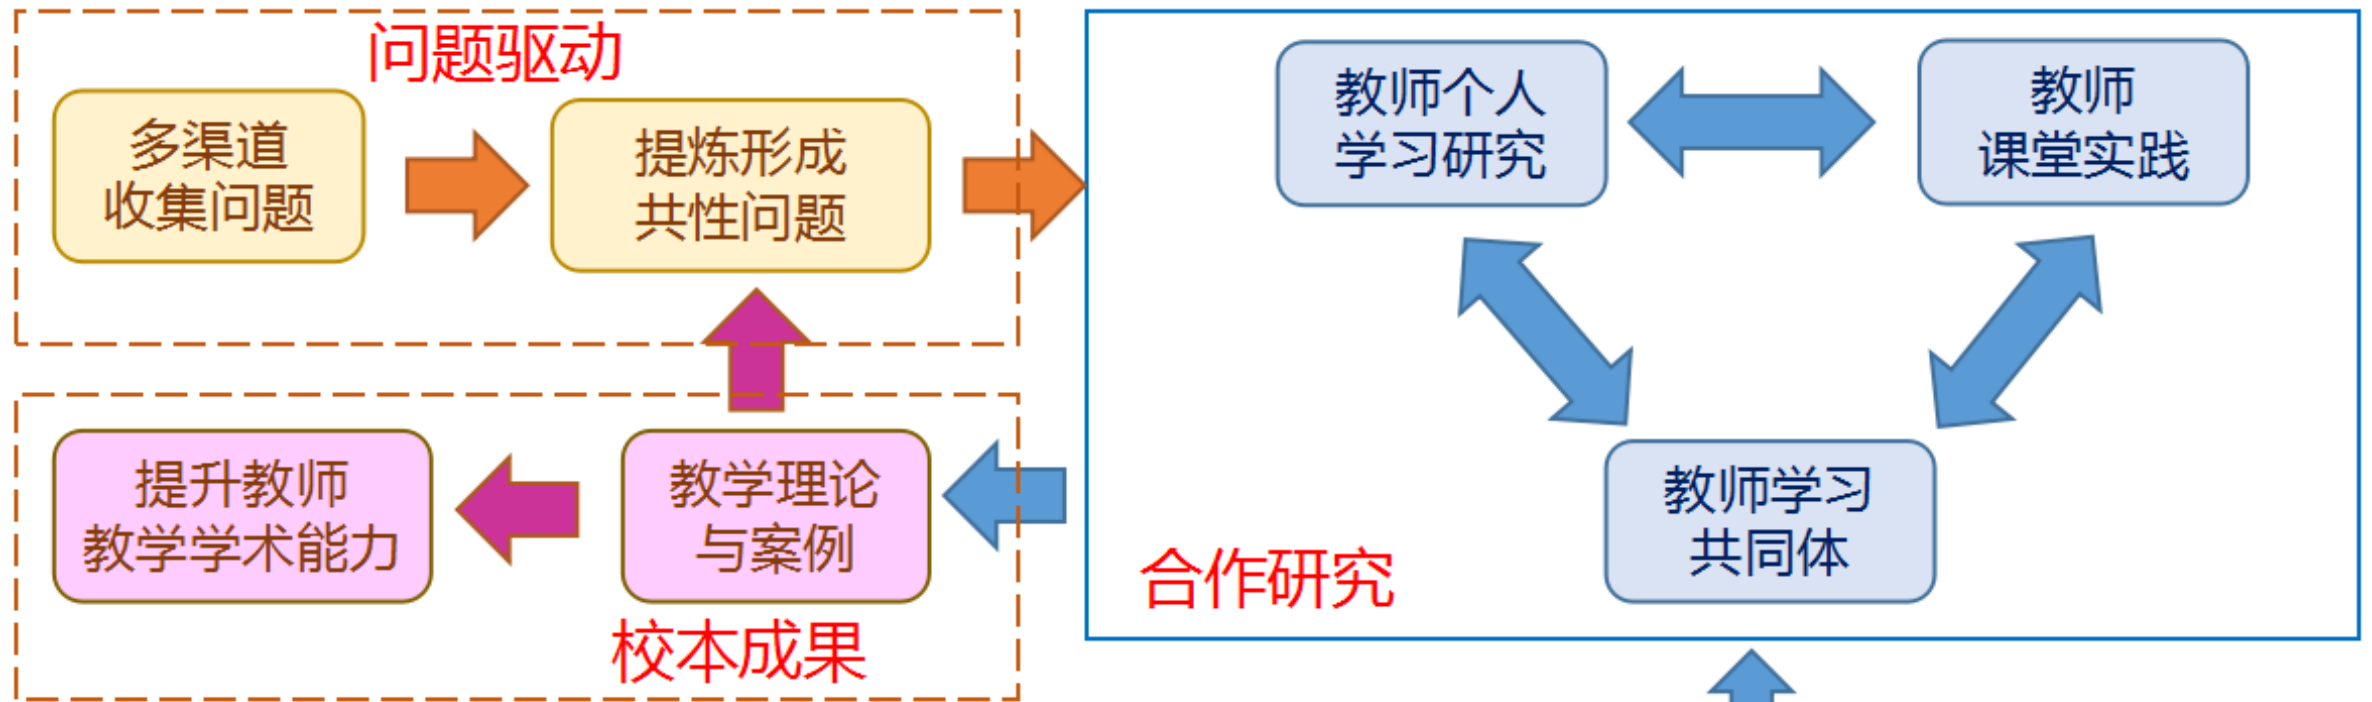 问题驱动
多渠道
收集问题
提炼形成
共性问题
教师个人
学习研究
教师
课堂实践
教师学习
共同体
合作研究
提升教师
教学学术能力
教学理论
与案例
校本成果